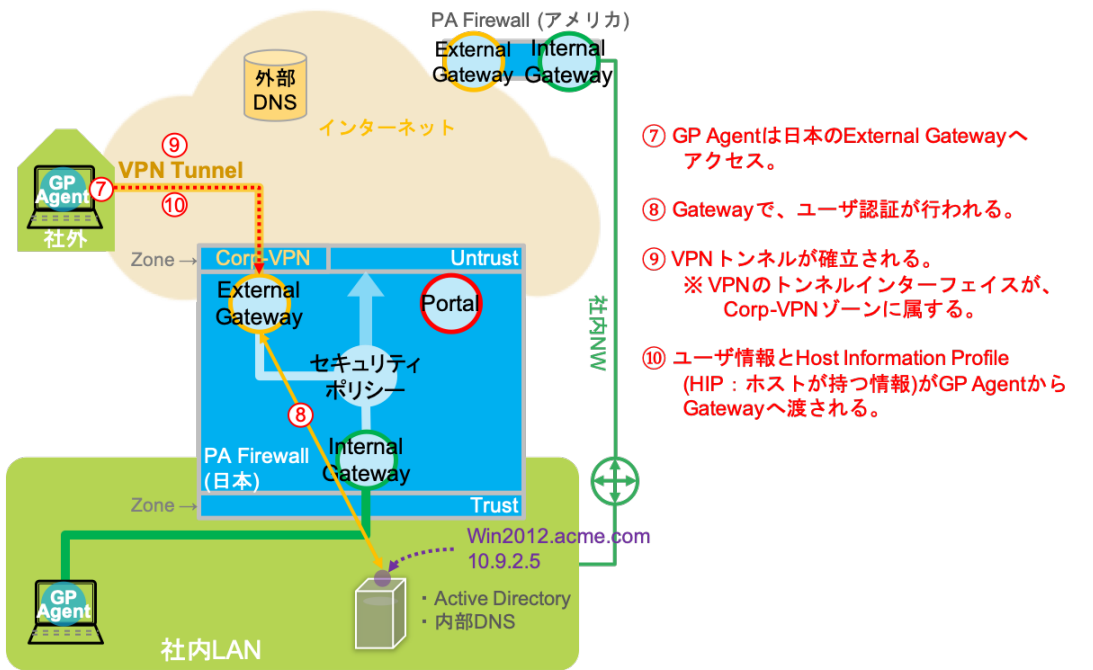 PA Firewall (アメリカ)
External
Gateway
Internal
Gateway
外部
DNS
インターネット
⑨
VPN Tunnel
⑩
GP
Agent
⑦
社外
Zone →
Corp-VPN
Untrust
External
Gateway
Portal
セキュリティ
ポリシー
⑧
Internal
Gateway
PA Firewall
(日本)
Zone →
Trust
社内NW
Win2012.acme.com
10.9.2.5
GP
Agent
・Active Directory
・内部DNS
社内LAN
⑦ GP Agentは日本のExternal Gatewayへ
アクセス。
⑧ Gatewayで、ユーザ認証が行われる。
⑨ VPNトンネルが確立される。
※ VPNのトンネルインターフェイスが、
Corp-VPNゾーンに属する。
⑩ ユーザ情報とHost Information Profile
(HIP：ホストが持つ情報)がGP Agentから
Gatewayへ渡される。